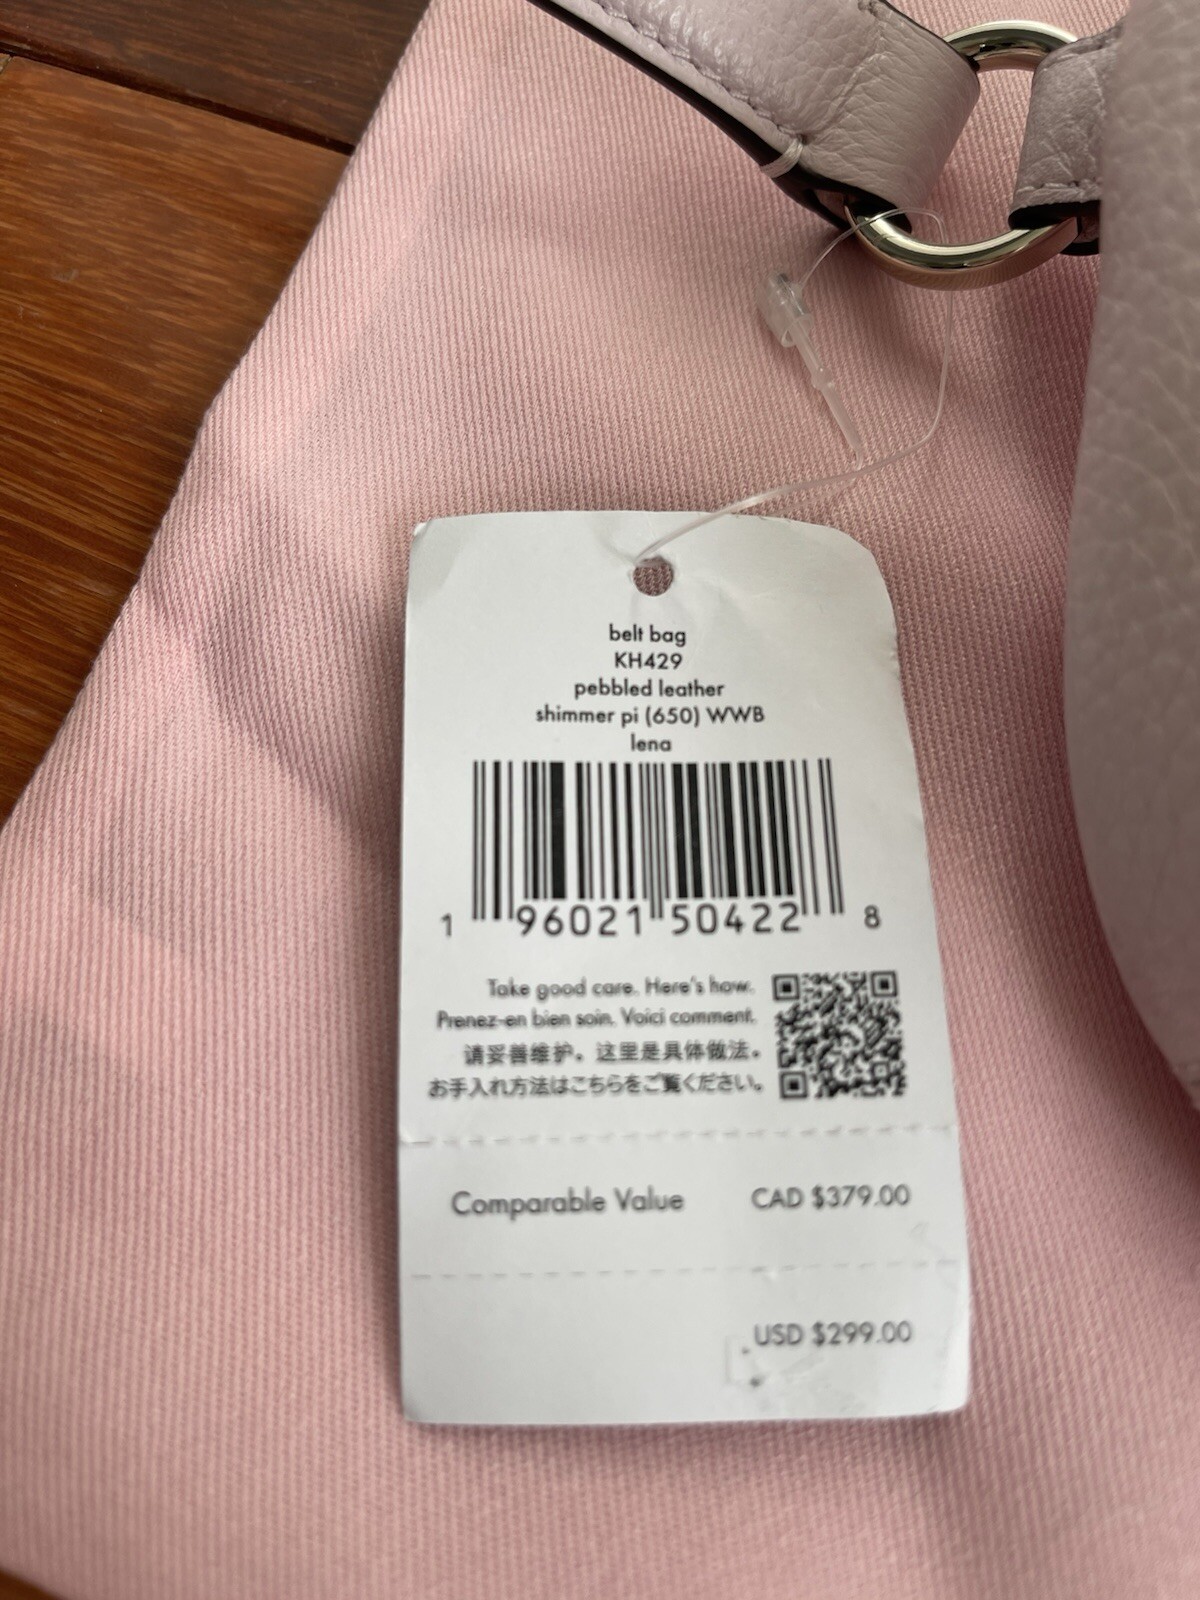 belt bag
KH429
pebbled leather
shimmer pi (650) WWB
lena
1 96021 50422 8
Take good care. Here's how.
Prenez-en bien soin. Voici comment.
请妥善维护。这里是具体做法。
お手入れ方法はこちらをご覧ください。
Comparable Value CAD $379.00
USD $299.00